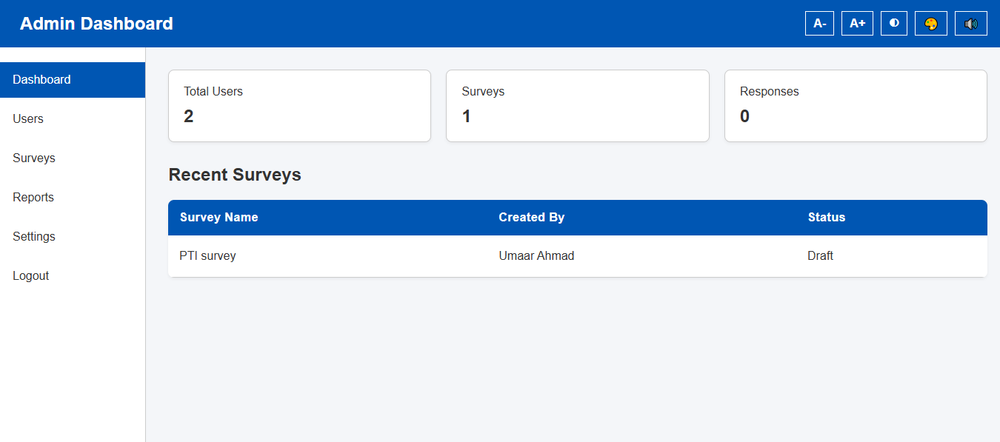 Admin Dashboard
A- A+
Dashboard
Users
Surveys
Reports
Settings
Logout
Total Users
2
Surveys
1
Responses
0
Recent Surveys
Survey Name Created By Status
PTI survey Umaar Ahmad Draft